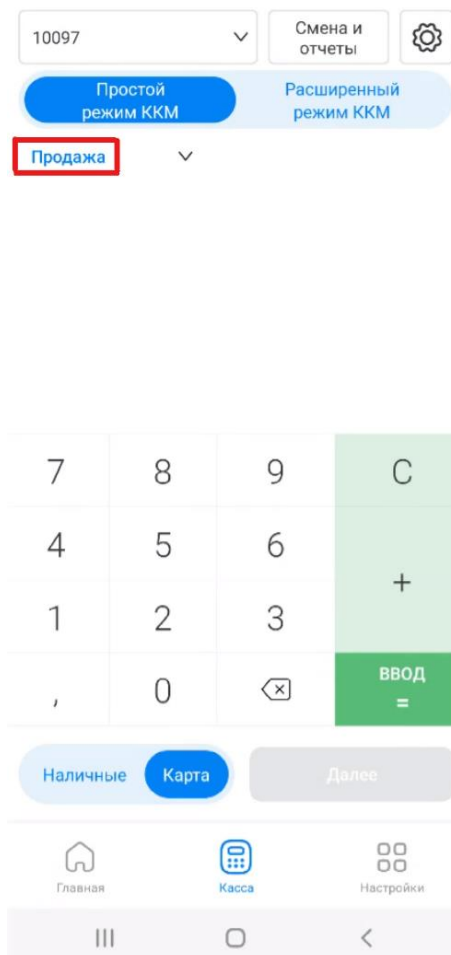 10097
Смена и
отчеты
Простой
режим ККМ
Расширенный
режим ККМ
Продажа
7 8 9 C
4 5 6
+
1 2 3
, 0 ВВОД
=
Наличные Карта Далее
Главная Касса Настройки